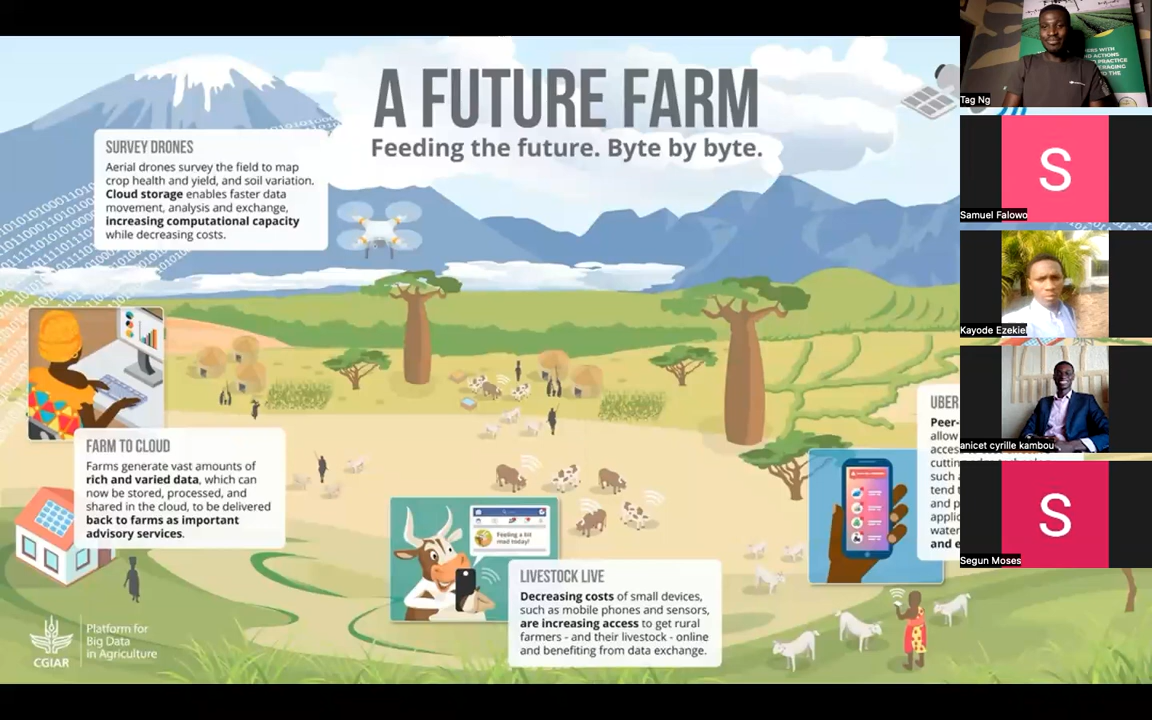 A FUTURE FARM
Feeding the future. Byte by byte.
SURVEY DRONES
Aerial drones survey the field to map
crop health and yield, and soil variation.
Cloud storage enables faster data
movement, analysis and exchange,
increasing computational capacity
while decreasing costs.
FARM TO CLOUD
Farms generate vast amounts of
rich and varied data, which can
now be stored, processed, and
shared in the cloud, to be delivered
back to farms as important
advisory services.
Feeling a bit
mad today!
LIVESTOCK LIVE
Decreasing costs of small devices,
such as mobile phones and sensors,
are increasing access to get rural
farmers - and their livestock - online
and benefiting from data exchange.
UBER
Peer-
allow
acces
cuttin
such a
tend t
and p
applic
water
and e
CGIAR
Platform for
Big Data
in Agriculture
Tag Ng
S
Samuel Falowo
Kayode Ezekiel
anicet cyrille kambou
S
Segun Moses